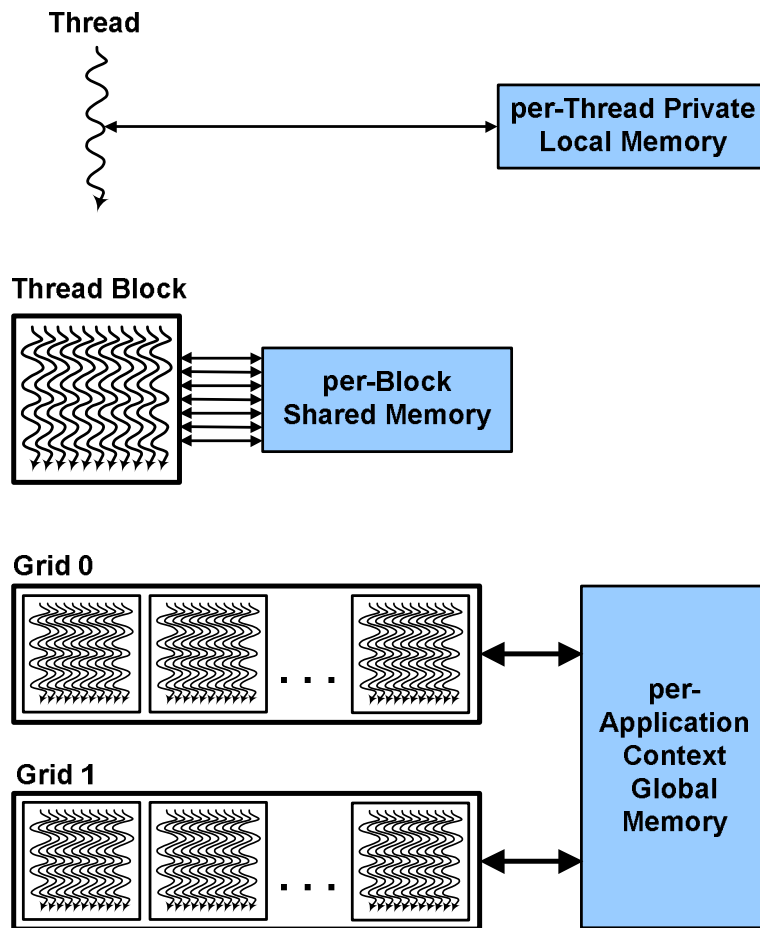 Thread
per-Thread Private
Local Memory
Thread Block
per-Block
Shared Memory
Grid 0
. . .
per-
Application
Context
Global
Memory
Grid 1
. . .